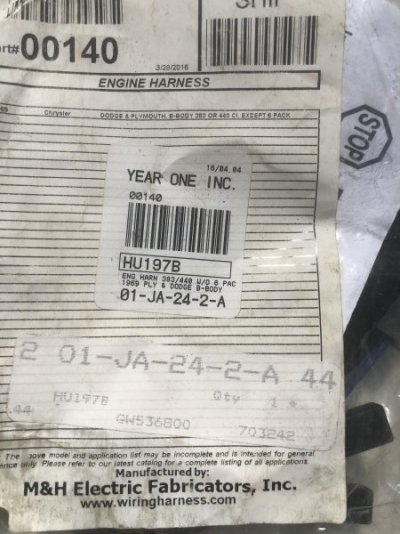 rt# 00140
3/29/2016
ENGINE HARNESS
69 Chrysler DODGE & PLYMOUTH, B-BODY 383 OR 440 CI, EXCEPT 6 PACK
STOP
16/04.04
YEAR ONE INC.
00140
HU197B
ENG HARN 383/440 W/O 6 PAC
1969 PLY & DODGE B-BODY
01-JA-24-2-A
2 01-JA-24-2-A 44
HU197B Qty 1
44 GW536800 703242
The ove model and application list may be incomplete and is intended for general
ence only Please refer to our latest catalog for a complete listing of all applications
Manufactured by:
M&H Electric Fabricators, Inc.
www.wiringharness.com